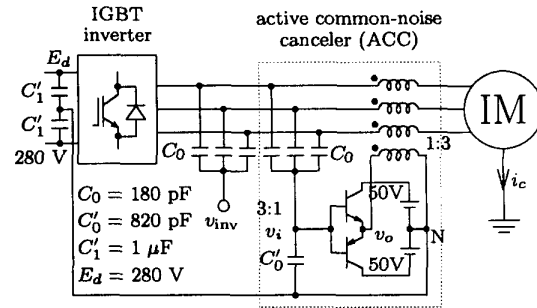 IGBT
inverter
active common-noise
canceler (ACC)
E_d
C'_1
C'_1
280 V
C_0
C_0
IM
1:3
i_c
C_0 = 180 pF
C'_0 = 820 pF
C'_1 = 1 μF
E_d = 280 V
v_inv
3:1
v_i
C'_0
50V
v_o
N
50V